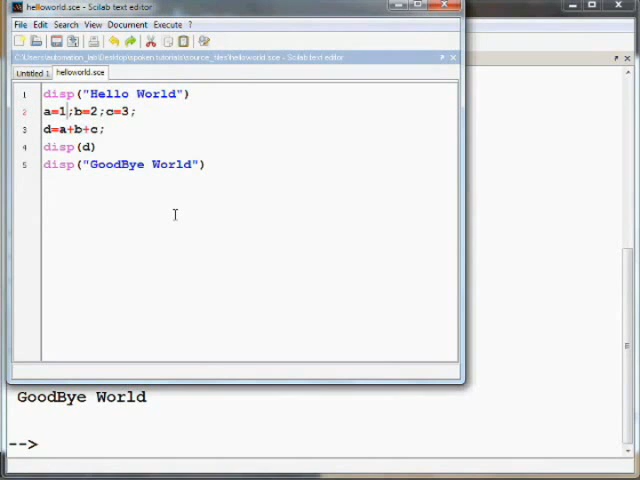 helloworld.sce - Scilab text editor
File Edit Search View Document Execute ?
C:\Users\automation_lab\Desktop\spoken tutorials\source_files\helloworld.sce - Scilab text editor
Untitled 1 helloworld.sce
1 disp("Hello World")
2 a=1;b=2;c=3;
3 d=a+b+c;
4 disp(d)
5 disp("GoodBye World")
GoodBye World
-->